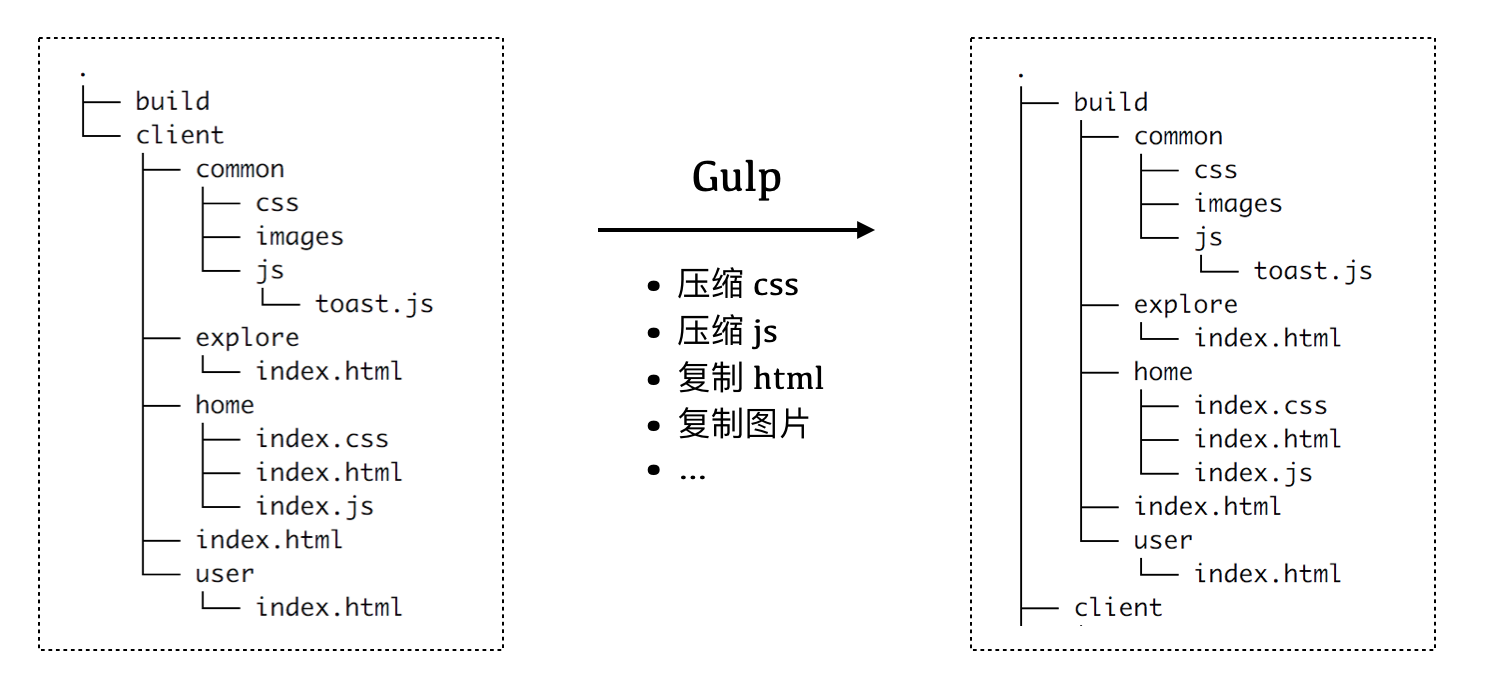 .
├── build
└── client
    ├── common
    │   ├── css
    │   ├── images
    │   └── js
    │       └── toast.js
    ├── explore
    │   └── index.html
    ├── home
    │   ├── index.css
    │   ├── index.html
    │   └── index.js
    ├── index.html
    └── user
        └── index.html
Gulp
• 压缩 css
• 压缩 js
• 复制 html
• 复制图片
• ...
.
├── build
│   ├── common
│   │   ├── css
│   │   ├── images
│   │   └── js
│   │       └── toast.js
│   ├── explore
│   │   └── index.html
│   ├── home
│   │   ├── index.css
│   │   ├── index.html
│   │   └── index.js
│   ├── index.html
│   └── user
│       └── index.html
├── client